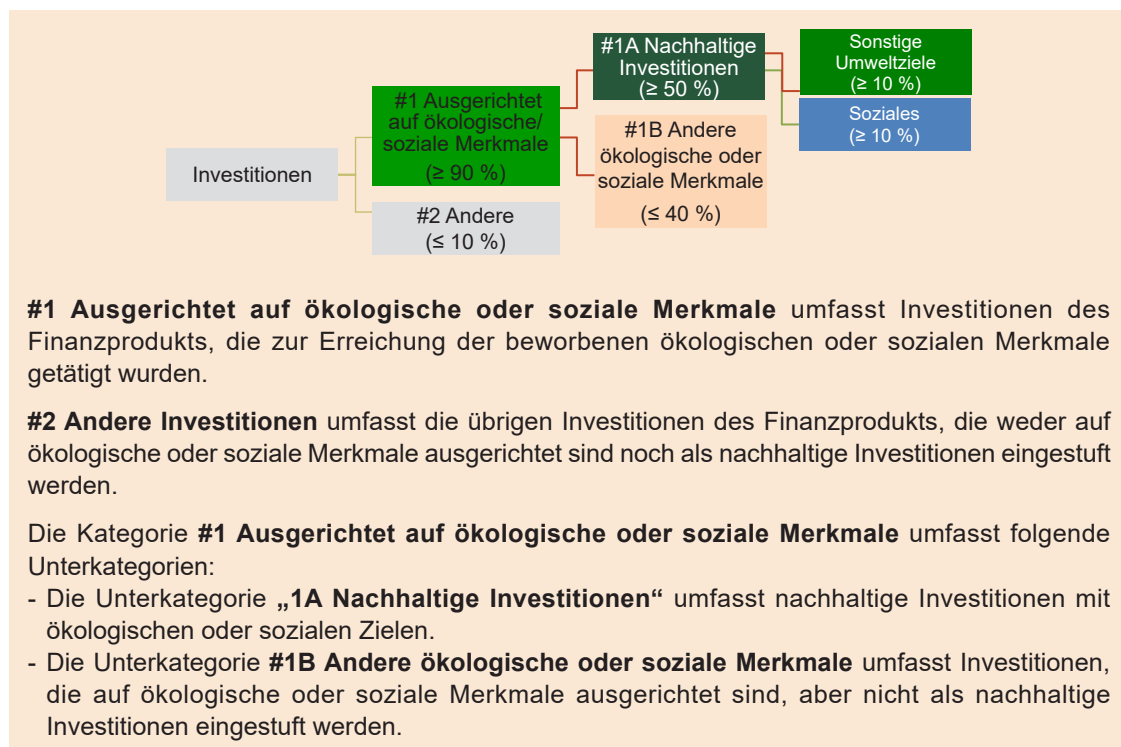 #1A Nachhaltige
Investitionen
(≥ 50 %)
Sonstige
Umweltziele
(≥ 10 %)
#1 Ausgerichtet
auf ökologische/
soziale Merkmale
(≥ 90 %)
Soziales
(≥ 10 %)
#1B Andere
ökologische oder
soziale Merkmale
(≤ 40 %)
Investitionen
#2 Andere
(≤ 10 %)
#1 Ausgerichtet auf ökologische oder soziale Merkmale umfasst Investitionen des
Finanzprodukts, die zur Erreichung der beworbenen ökologischen oder sozialen Merkmale
getätigt wurden.
#2 Andere Investitionen umfasst die übrigen Investitionen des Finanzprodukts, die weder auf
ökologische oder soziale Merkmale ausgerichtet sind noch als nachhaltige Investitionen eingestuft
werden.
Die Kategorie #1 Ausgerichtet auf ökologische oder soziale Merkmale umfasst folgende
Unterkategorien:
- Die Unterkategorie „1A Nachhaltige Investitionen“ umfasst nachhaltige Investitionen mit
ökologischen oder sozialen Zielen.
- Die Unterkategorie #1B Andere ökologische oder soziale Merkmale umfasst Investitionen,
die auf ökologische oder soziale Merkmale ausgerichtet sind, aber nicht als nachhaltige
Investitionen eingestuft werden.